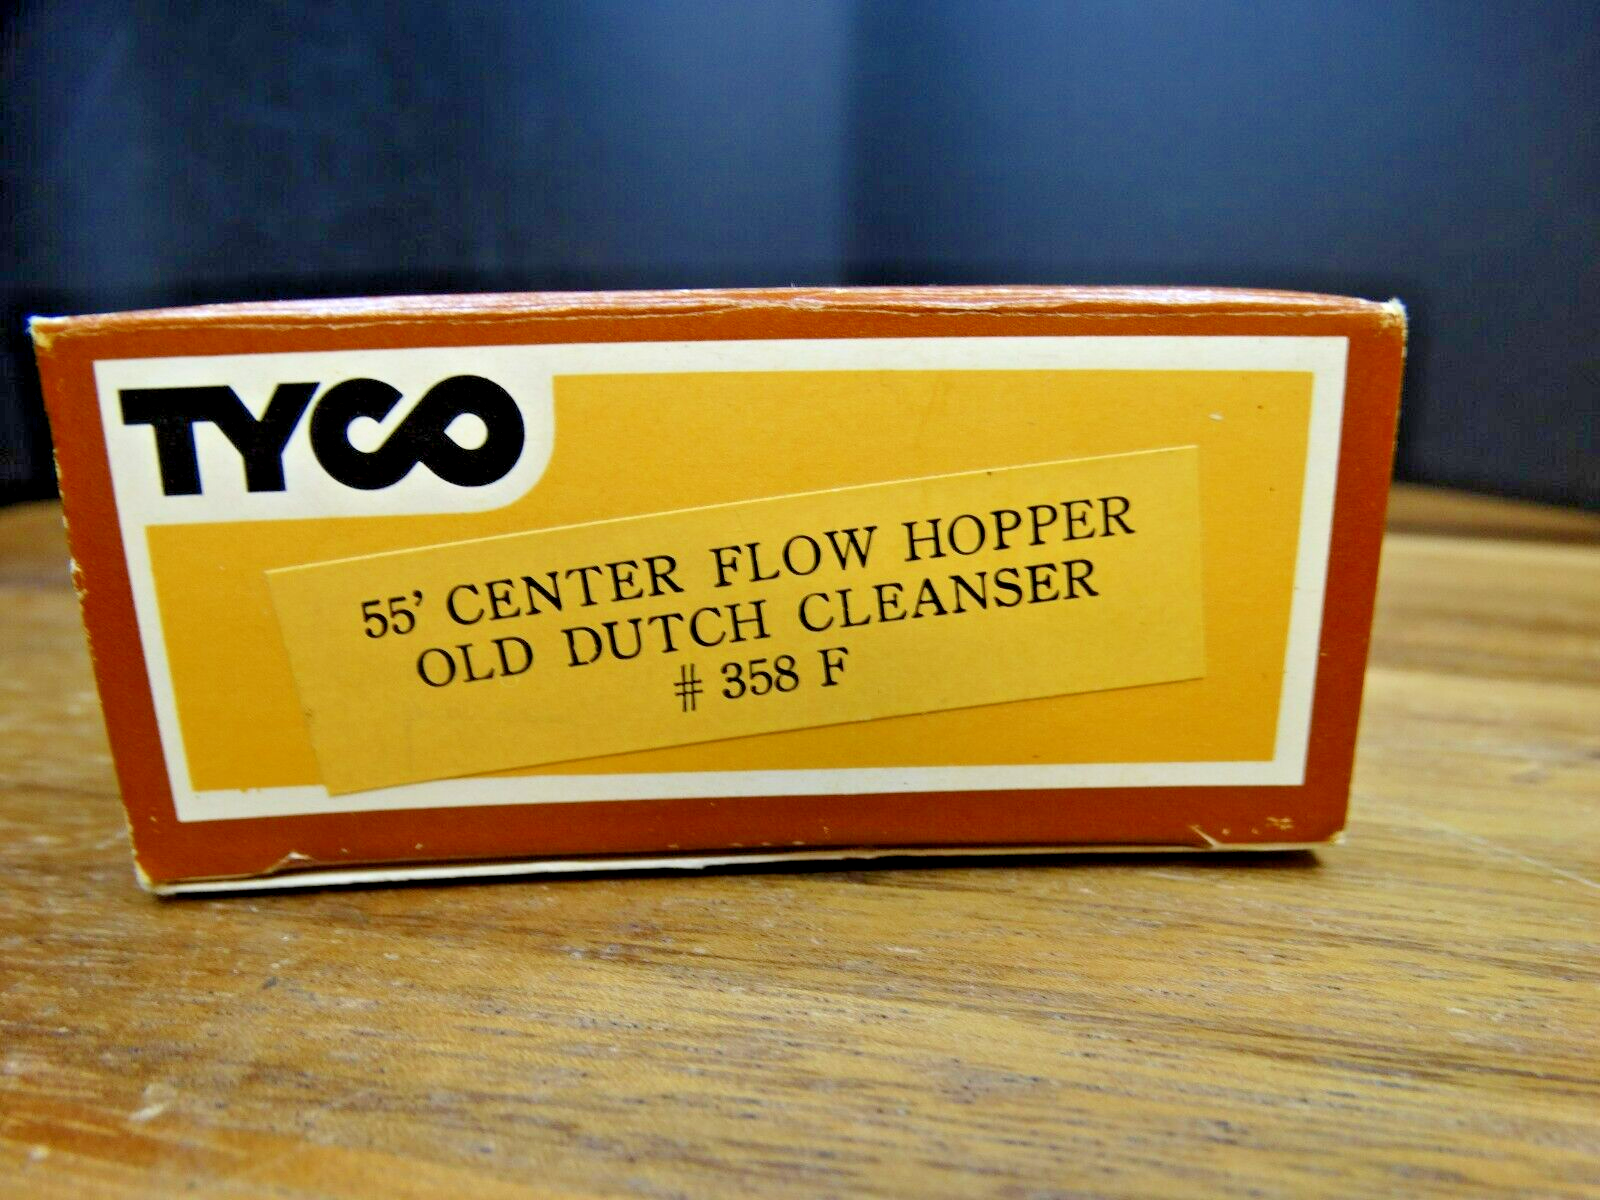 TYCO
55' CENTER FLOW HOPPER
OLD DUTCH CLEANSER
# 358 F